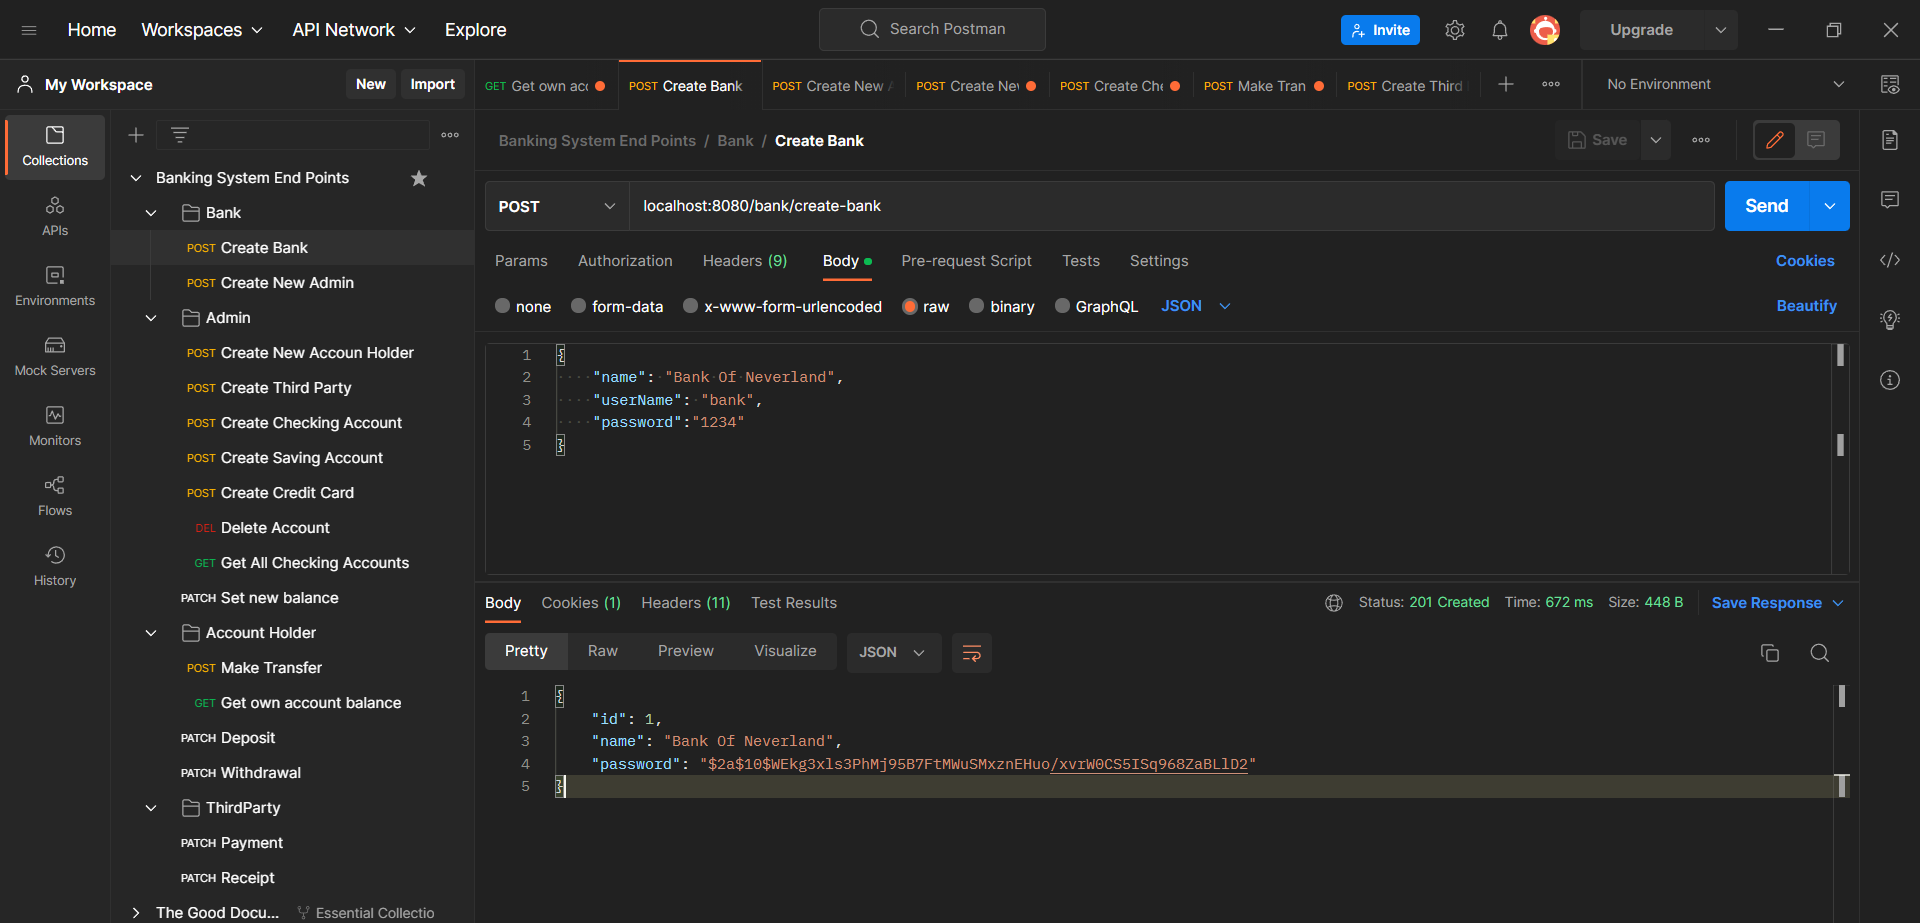 Home Workspaces API Network Explore Search Postman Invite Upgrade
My Workspace New Import
GET Get own acc POST Create Bank POST Create New A POST Create Ne POST Create Che POST Make Tran POST Create Third No Environment
Collections
APIs
Environments
Mock Servers
Monitors
Flows
History
Banking System End Points
Bank
POST Create Bank
POST Create New Admin
Admin
POST Create New Accoun Holder
POST Create Third Party
POST Create Checking Account
POST Create Saving Account
POST Create Credit Card
DEL Delete Account
GET Get All Checking Accounts
PATCH Set new balance
Account Holder
POST Make Transfer
GET Get own account balance
PATCH Deposit
PATCH Withdrawal
ThirdParty
PATCH Payment
PATCH Receipt
The Good Docu... Essential Collectio
Banking System End Points / Bank / Create Bank Save
POST localhost:8080/bank/create-bank Send
Params Authorization Headers (9) Body Pre-request Script Tests Settings Cookies
none form-data x-www-form-urlencoded raw binary GraphQL JSON Beautify
1 {
2 "name": "Bank Of Neverland",
3 "userName": "bank",
4 "password":"1234"
5 }
Body Cookies (1) Headers (11) Test Results Status: 201 Created Time: 672 ms Size: 448 B Save Response
Pretty Raw Preview Visualize JSON
1 {
2 "id": 1,
3 "name": "Bank Of Neverland",
4 "password": "$2a$10$WEkg3xls3PhMj95B7FtMWuSMxznEHuo/xvrW0CS5ISq968ZaBLlD2"
5 }